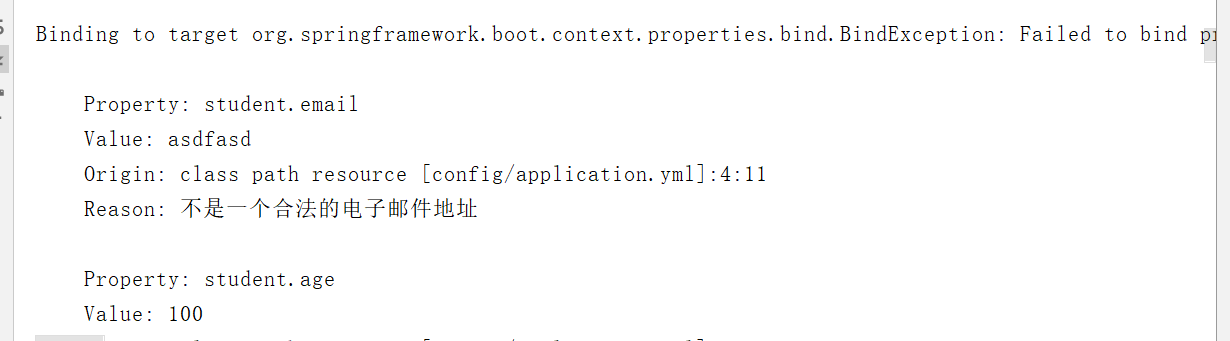 Binding to target org.springframework.boot.context.properties.bind.BindException: Failed to bind
Property: student.email
Value: asdfasd
Origin: class path resource [config/application.yml]:4:11
Reason: 不是一个合法的电子邮件地址
Property: student.age
Value: 100